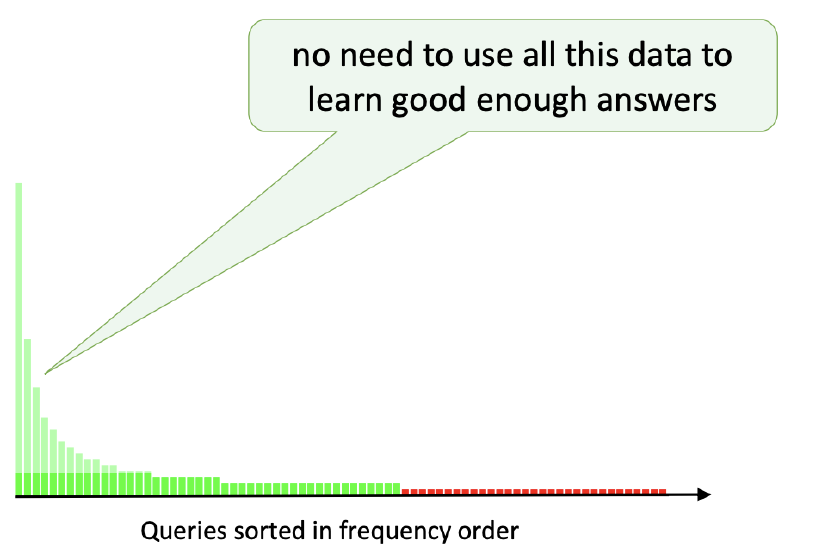 no need to use all this data to
learn good enough answers
Queries sorted in frequency order